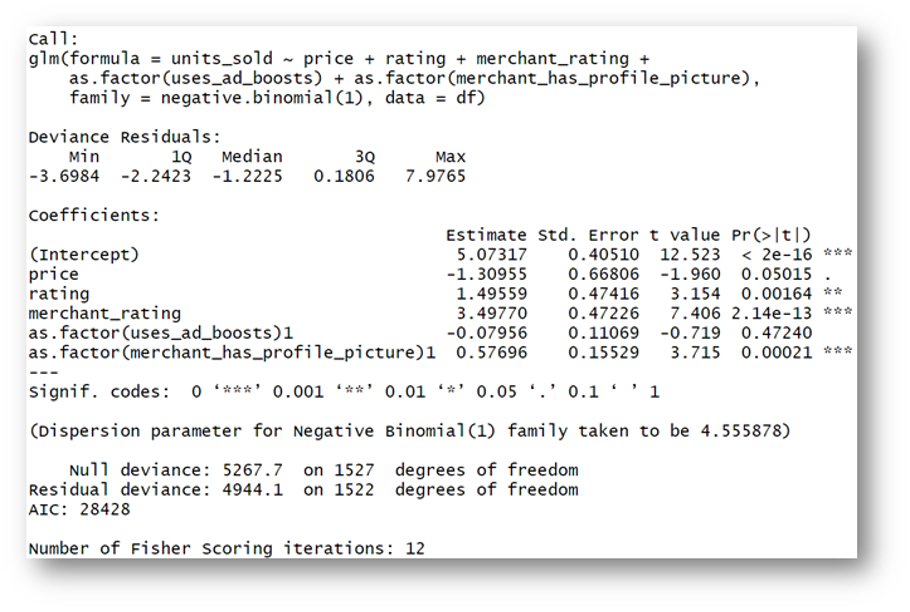 Call:
glm(formula = units_sold ~ price + rating + merchant_rating +
    as.factor(uses_ad_boosts) + as.factor(merchant_has_profile_picture),
    family = negative.binomial(1), data = df)

Deviance Residuals:
    Min       1Q   Median       3Q      Max
-3.6984  -2.2423  -1.2225   0.1806   7.9765

Coefficients:
                                         Estimate Std. Error t value Pr(>|t|)
(Intercept)                               5.07317    0.40510  12.523  < 2e-16 ***
price                                    -1.30955    0.66806  -1.960  0.05015 .
rating                                    1.49559    0.47416   3.154  0.00164 **
merchant_rating                           3.49770    0.47226   7.406 2.14e-13 ***
as.factor(uses_ad_boosts)1               -0.07956    0.11069  -0.719  0.47240
as.factor(merchant_has_profile_picture)1  0.57696    0.15529   3.715  0.00021 ***
---
Signif. codes:  0 ‘***’ 0.001 ‘**’ 0.01 ‘*’ 0.05 ‘.’ 0.1 ‘ ’ 1

(Dispersion parameter for Negative Binomial(1) family taken to be 4.555878)

    Null deviance: 5267.7  on 1527  degrees of freedom
Residual deviance: 4944.1  on 1522  degrees of freedom
AIC: 28428

Number of Fisher Scoring iterations: 12